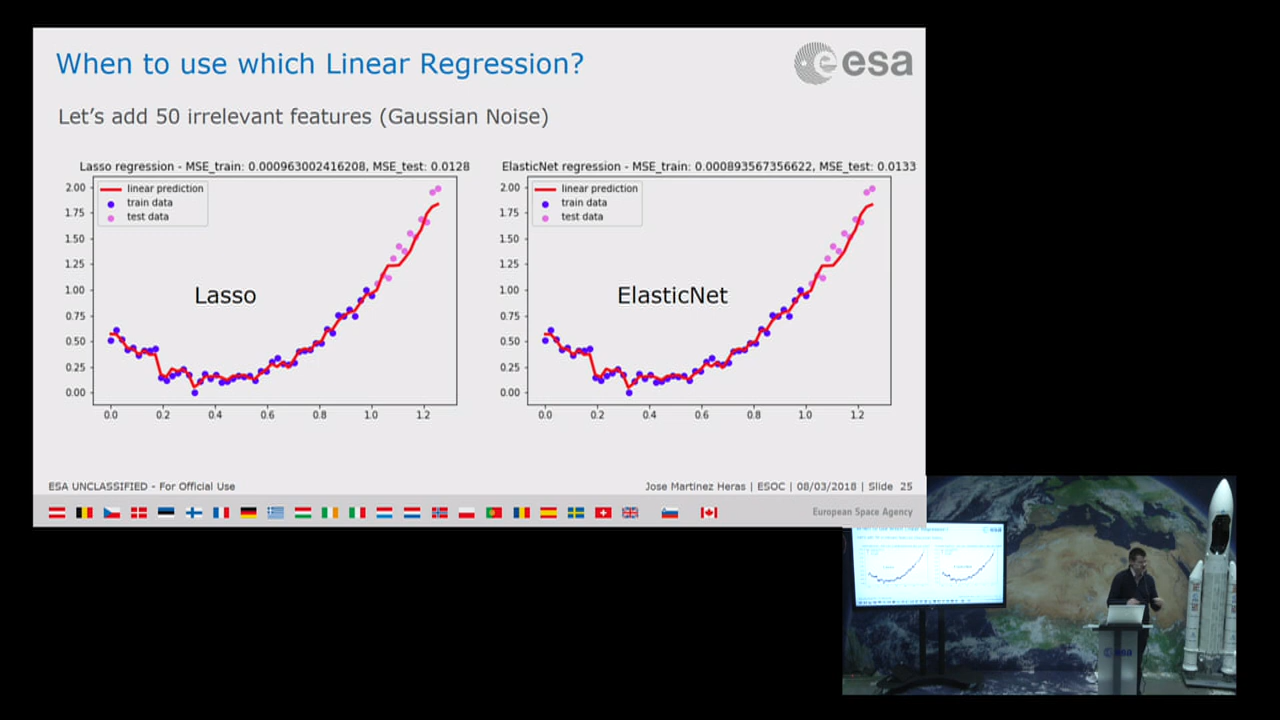 When to use which Linear Regression?
esa
Let's add 50 irrelevant features (Gaussian Noise)
Lasso regression - MSE_train: 0.000963002416208, MSE_test: 0.0128
linear prediction
train data
test data
2.00
1.75
1.50
1.25
1.00
0.75
0.50
0.25
0.00
Lasso
0.0 0.2 0.4 0.6 0.8 1.0 1.2
ElasticNet regression - MSE_train: 0.000893567356622, MSE_test: 0.0133
linear prediction
train data
test data
2.00
1.75
1.50
1.25
1.00
0.75
0.50
0.25
0.00
ElasticNet
0.0 0.2 0.4 0.6 0.8 1.0 1.2
ESA UNCLASSIFIED - For Official Use
Jose Martinez Heras | ESOC | 08/03/2018 | Slide 25
European Space Agency
esa